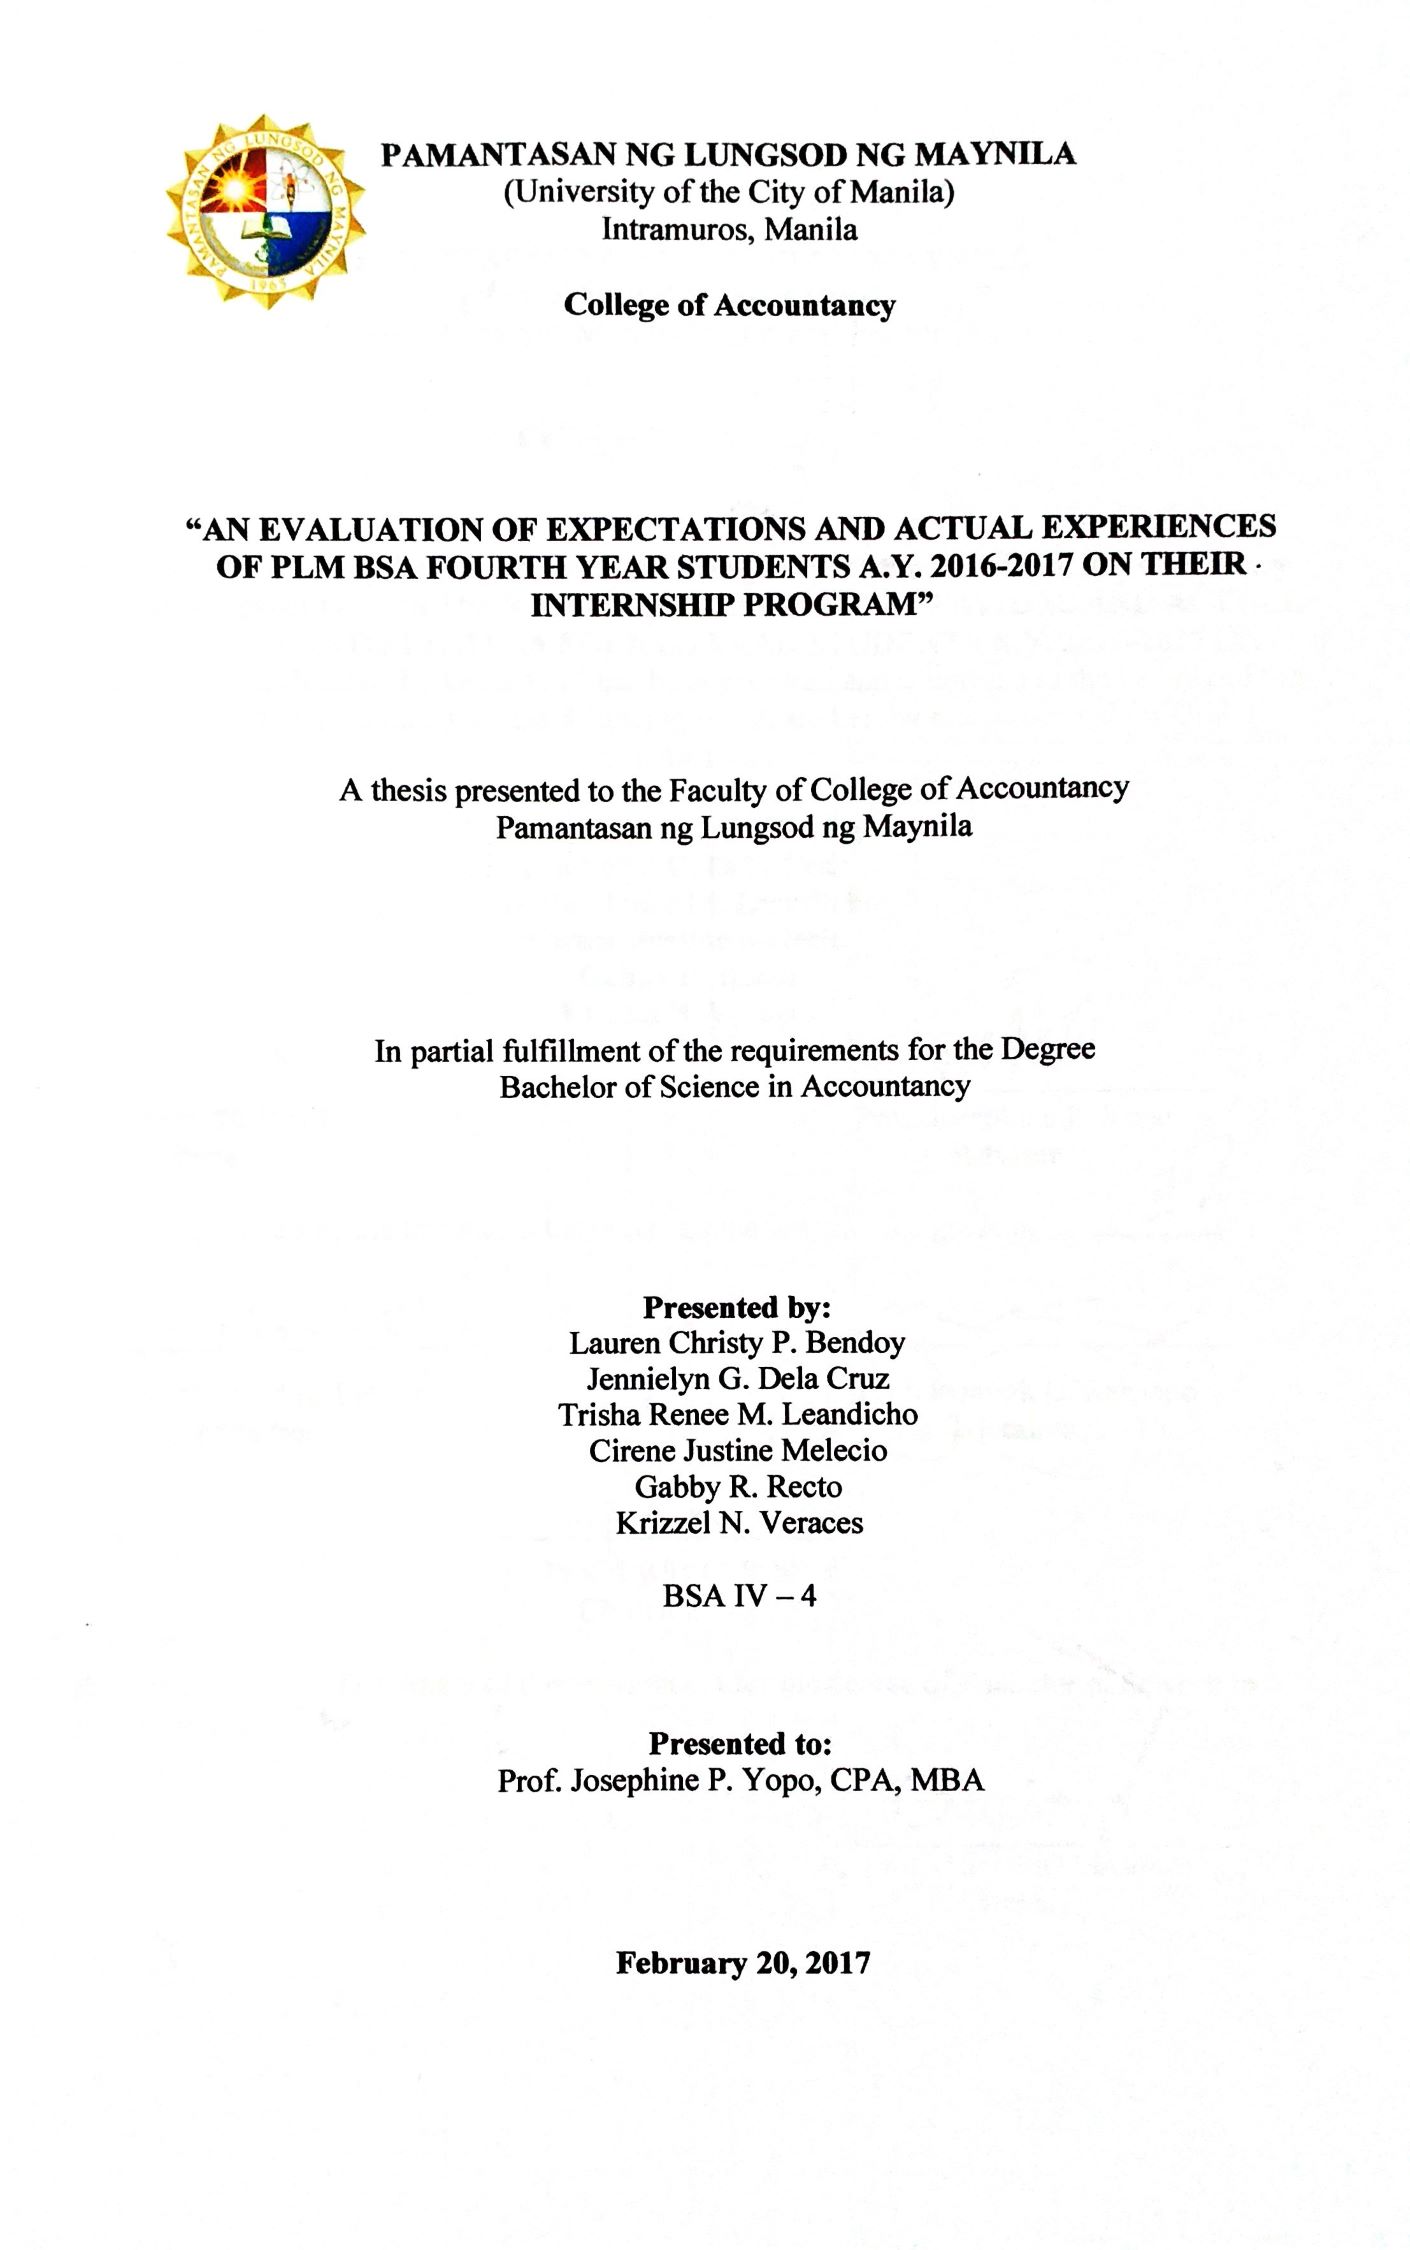 PAMANTASAN NG LUNGSOD NG MAYNILA
1965
PAMANTASAN NG LUNGSOD NG MAYNILA
(University of the City of Manila)
Intramuros, Manila
College of Accountancy
“AN EVALUATION OF EXPECTATIONS AND ACTUAL EXPERIENCES
OF PLM BSA FOURTH YEAR STUDENTS A.Y. 2016-2017 ON THEIR
INTERNSHIP PROGRAM”
A thesis presented to the Faculty of College of Accountancy
Pamantasan ng Lungsod ng Maynila
In partial fulfillment of the requirements for the Degree
Bachelor of Science in Accountancy
Presented by:
Lauren Christy P. Bendoy
Jennielyn G. Dela Cruz
Trisha Renee M. Leandicho
Cirene Justine Melecio
Gabby R. Recto
Krizzel N. Veraces
BSA IV – 4
Presented to:
Prof. Josephine P. Yopo, CPA, MBA
February 20, 2017